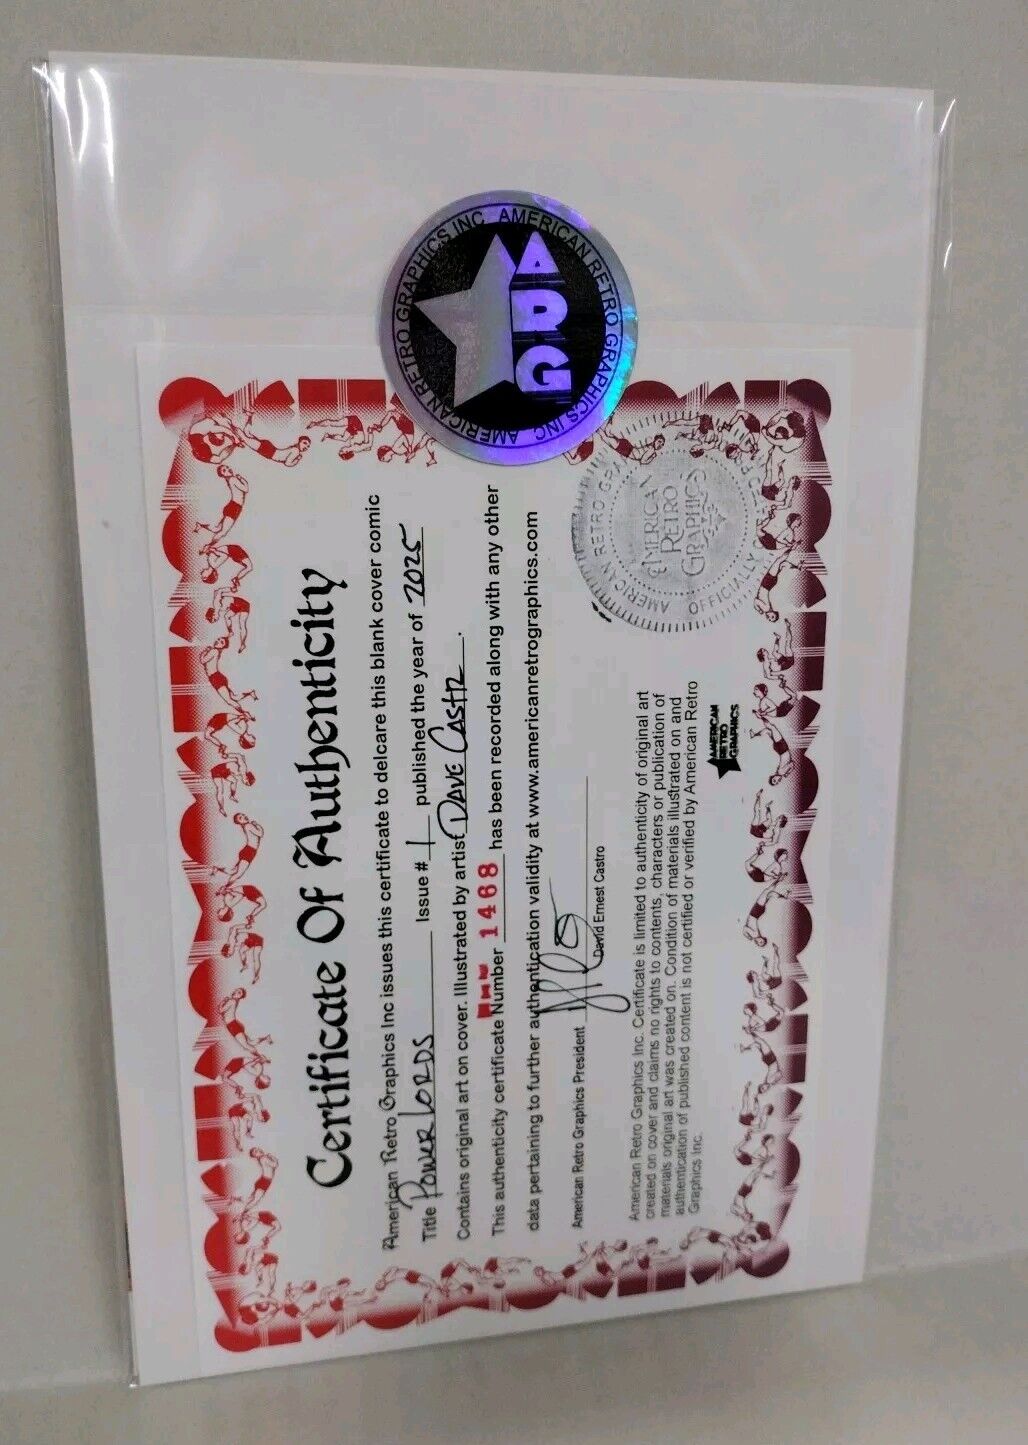 AMERICAN RETRO GRAPHICS INC
AMERICAN RETRO GRAPHICS INC
ARG
Certificate Of Authenticity
American Retro Graphics Inc issues this certificate to delcare this blank cover comic
Title Power Lords Issue # 1 published the year of 2025
Contains original art on cover. Illustrated by artist Dave Castr.
This authenticity certificate Number 1468 has been recorded along with any other
data pertaining to further authentication validity at www.americanretrographics.com
American Retro Graphics President
David Ernest Castro
American Retro Graphics Inc. Certificate is limited to authenticity of original art
created on cover and claims no rights to contents, characters or publication of
materials original art was created on. Condition of materials illustrated on and
authentication of published content is not certified or verified by American Retro
Graphics Inc.
AMERICAN
RETRO
GRAPHICS
AMERICAN RETRO
OFFICIALLY
AMERICAN
RETRO
GRAPHICS